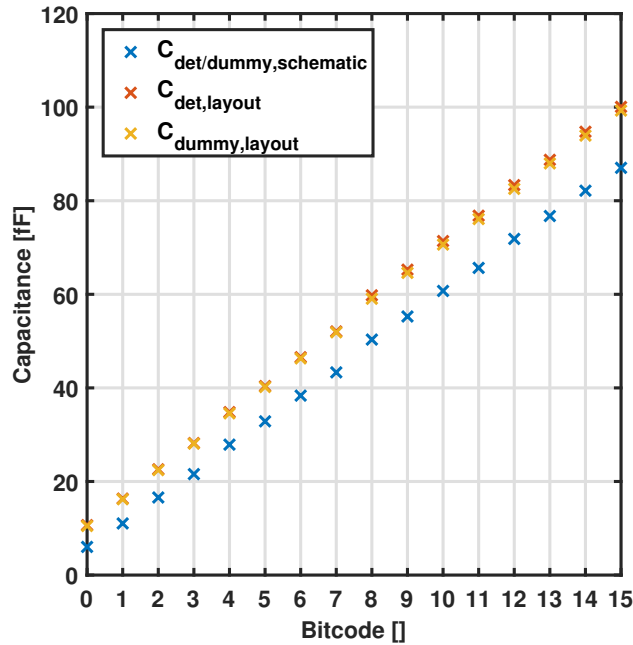 120
100
80
60
40
20
0
Capacitance [fF]
C_det/dummy,schematic
C_det,layout
C_dummy,layout
0 1 2 3 4 5 6 7 8 9 10 11 12 13 14 15
Bitcode []